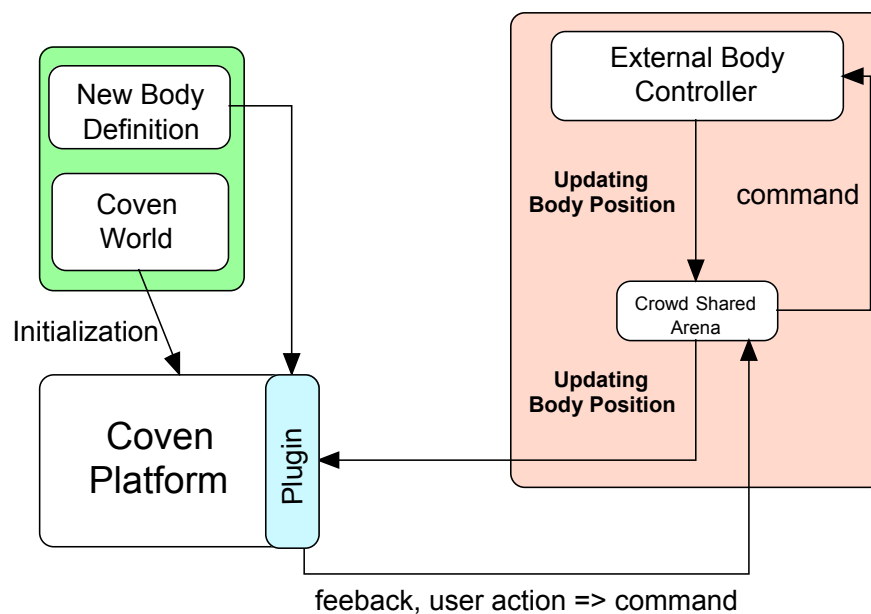 New Body
Definition
Coven
World
Initialization
Coven
Platform
Plugin
External Body
Controller
Updating
Body Position
command
Crowd Shared
Arena
Updating
Body Position
feeback, user action => command